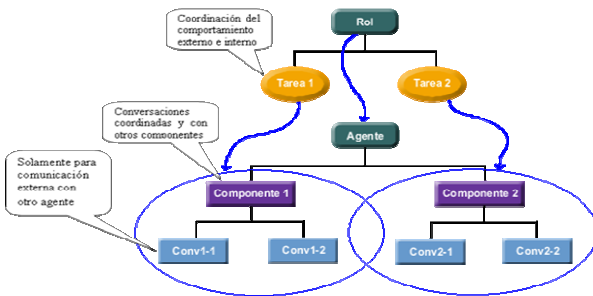 Coordinación del
comportamiento
externo e interno
Rol
Tarea 1
Tarea 2
Conversaciones
coordinadas y con
otros componentes
Agente
Solamente para
comunicación
externa con
otro agente
Componente 1
Componente 2
Conv1-1
Conv1-2
Conv2-1
Conv2-2